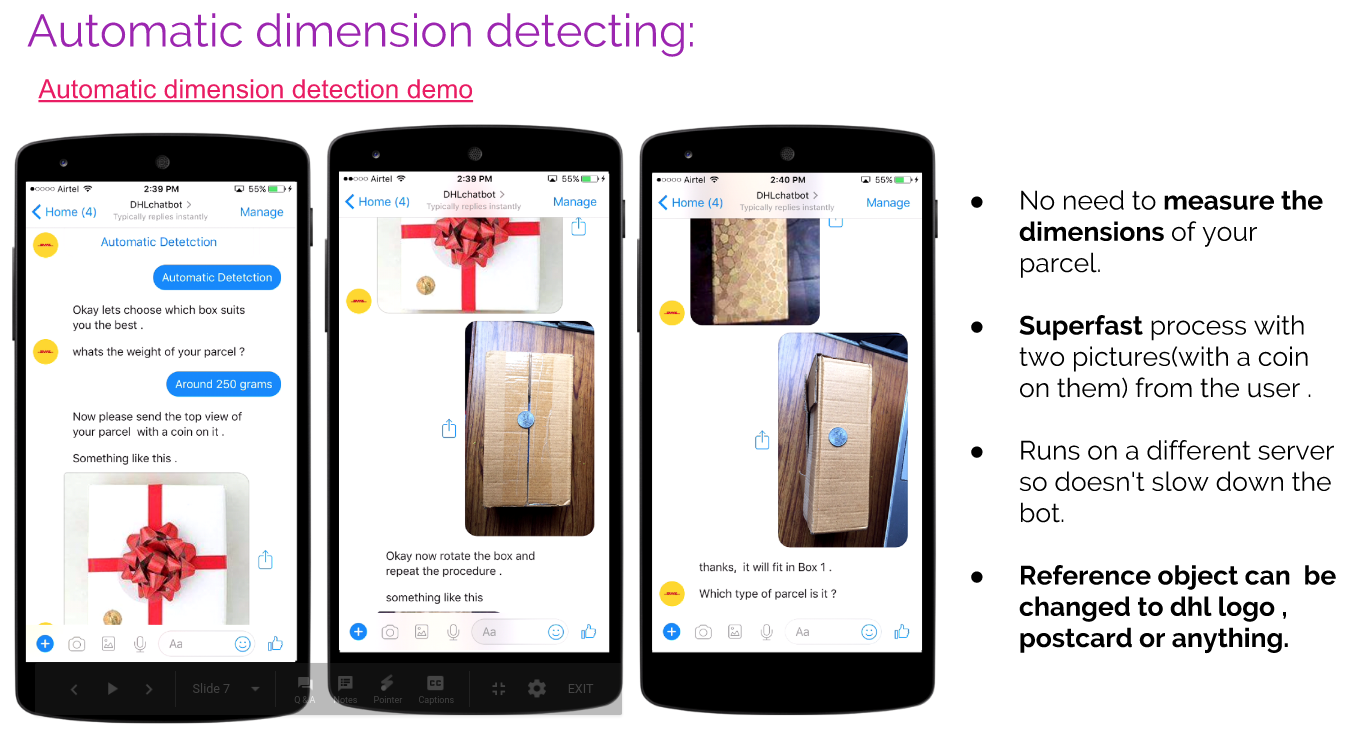 Automatic dimension detecting:
Automatic dimension detection demo
Airtel
2:39 PM
55%
Home (4)
DHLchatbot
Typically replies instantly
Manage
Automatic Detetction
Automatic Detetction
Okay lets choose which box suits
you the best .
whats the weight of your parcel ?
Around 250 grams
Now please send the top view of
your parcel with a coin on it .
Something like this .
Aa
Airtel
2:39 PM
55%
Home (4)
DHLchatbot
Typically replies instantly
Manage
Okay now rotate the box and
repeat the procedure .
something like this
Aa
Airtel
2:40 PM
55%
Home (4)
DHLchatbot
Typically replies instantly
Manage
thanks, it will fit in Box 1 .
Which type of parcel is it ?
Aa
No need to measure the
dimensions of your
parcel.
Superfast process with
two pictures(with a coin
on them) from the user .
Runs on a different server
so doesn't slow down the
bot.
Reference object can be
changed to dhl logo ,
postcard or anything.
Slide 7
Q & A
Notes
Pointer
CC
Captions
EXIT